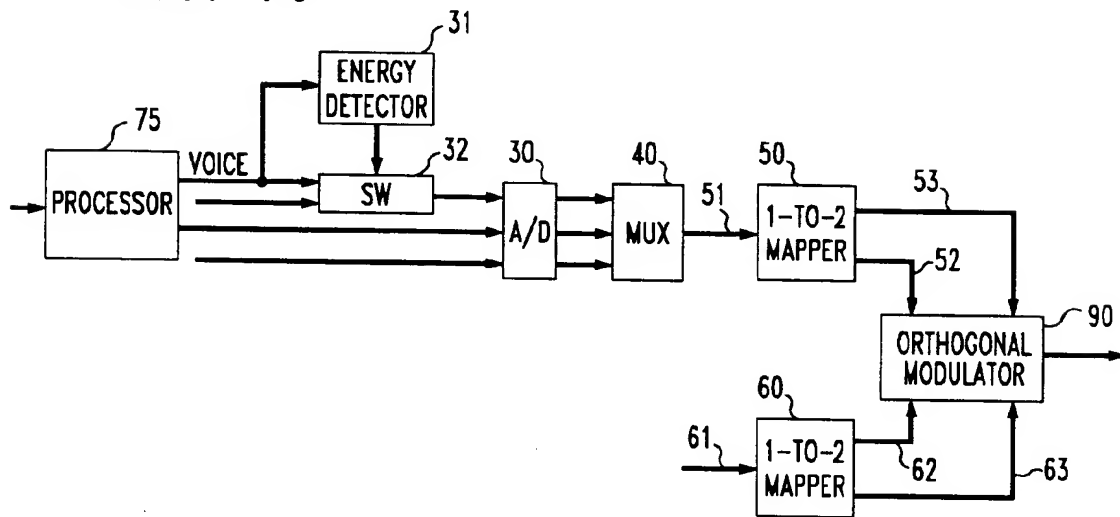 31
ENERGY
DETECTOR
75
VOICE
PROCESSOR
32
SW
30
A/D
40
MUX
51
50
1-TO-2
MAPPER
53
52
90
ORTHOGONAL
MODULATOR
60
61
1-TO-2
MAPPER
62
63